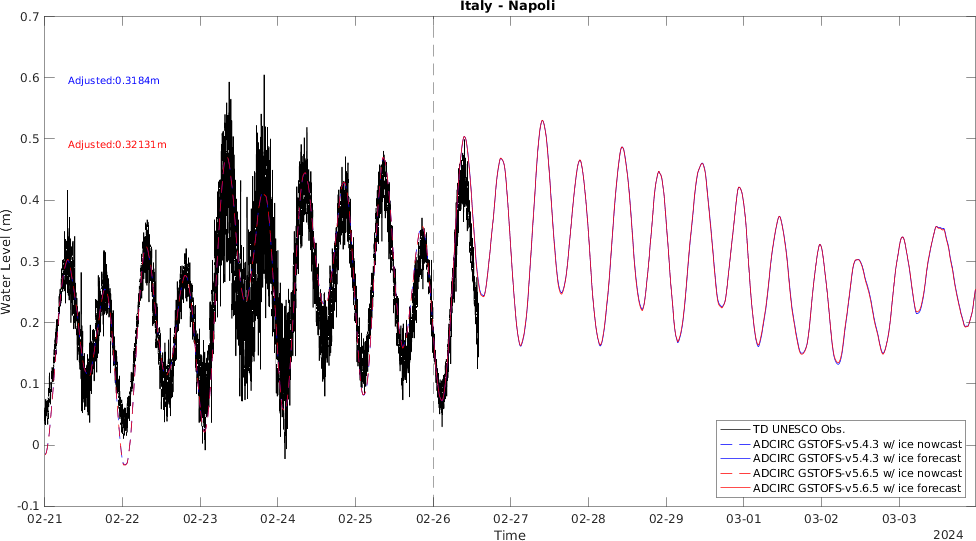 Italy - Napoli
0.7
0.6
0.5
0.4
0.3
0.2
0.1
0
-0.1
Water Level (m)
Adjusted:0.3184m
Adjusted:0.32131m
TD UNESCO Obs.
ADCIRC GSTOFS-v5.4.3 w/ ice nowcast
ADCIRC GSTOFS-v5.4.3 w/ ice forecast
ADCIRC GSTOFS-v5.6.5 w/ ice nowcast
ADCIRC GSTOFS-v5.6.5 w/ ice forecast
02-21 02-22 02-23 02-24 02-25 02-26 02-27 02-28 02-29 03-01 03-02 03-03
Time
2024